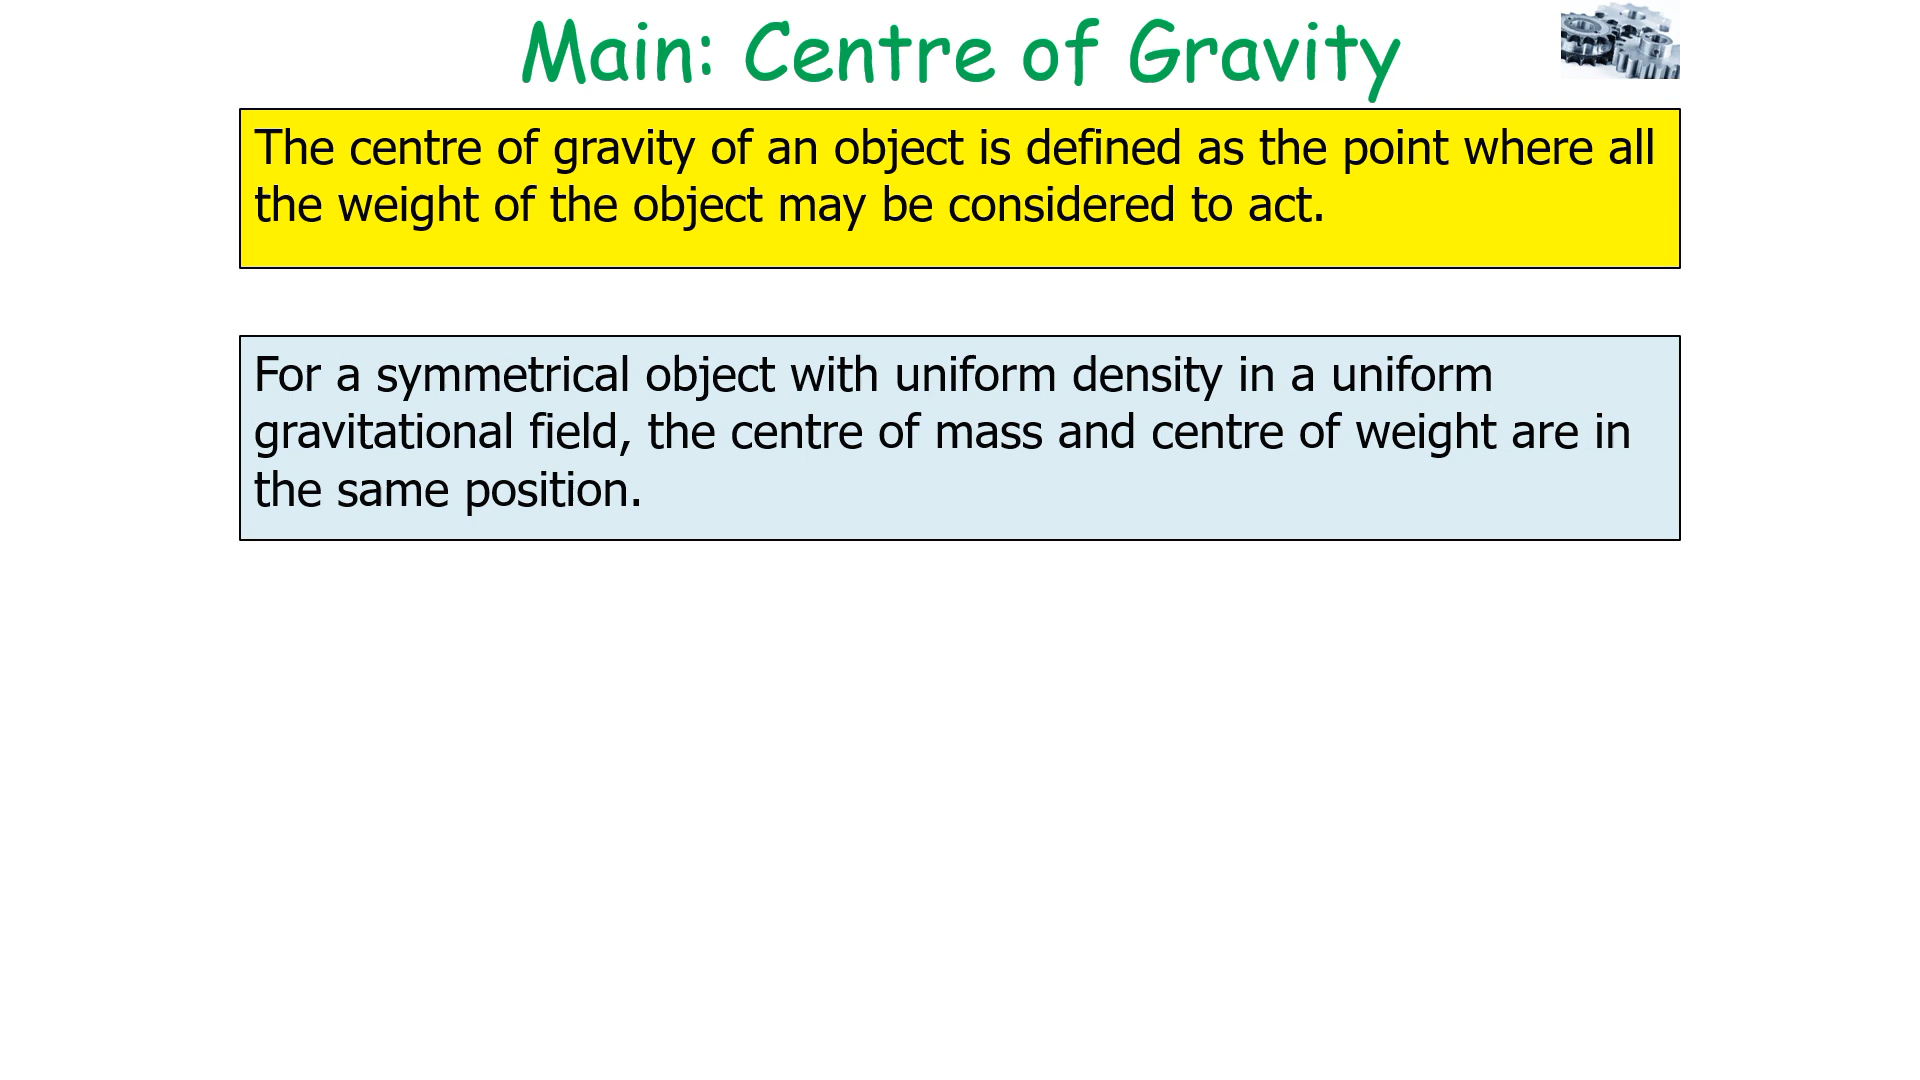 Main: Centre of Gravity
The centre of gravity of an object is defined as the point where all
the weight of the object may be considered to act.
For a symmetrical object with uniform density in a uniform
gravitational field, the centre of mass and centre of weight are in
the same position.